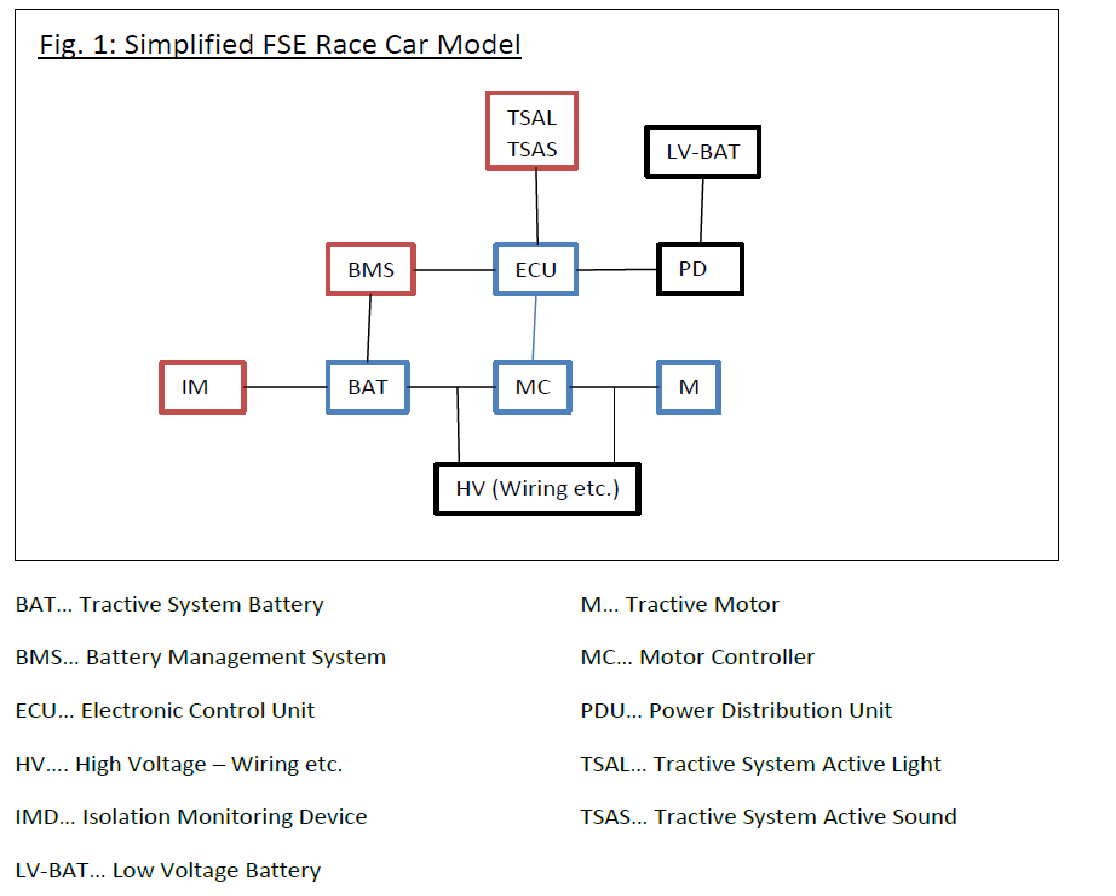 Fig. 1: Simplified FSE Race Car Model
TSAL
TSAS
LV-BAT
BMS
ECU
PD
IM
BAT
MC
M
HV (Wiring etc.)
BAT... Tractive System Battery
M... Tractive Motor
BMS... Battery Management System
MC... Motor Controller
ECU... Electronic Control Unit
PDU... Power Distribution Unit
HV.... High Voltage – Wiring etc.
TSAL... Tractive System Active Light
IMD... Isolation Monitoring Device
TSAS... Tractive System Active Sound
LV-BAT... Low Voltage Battery